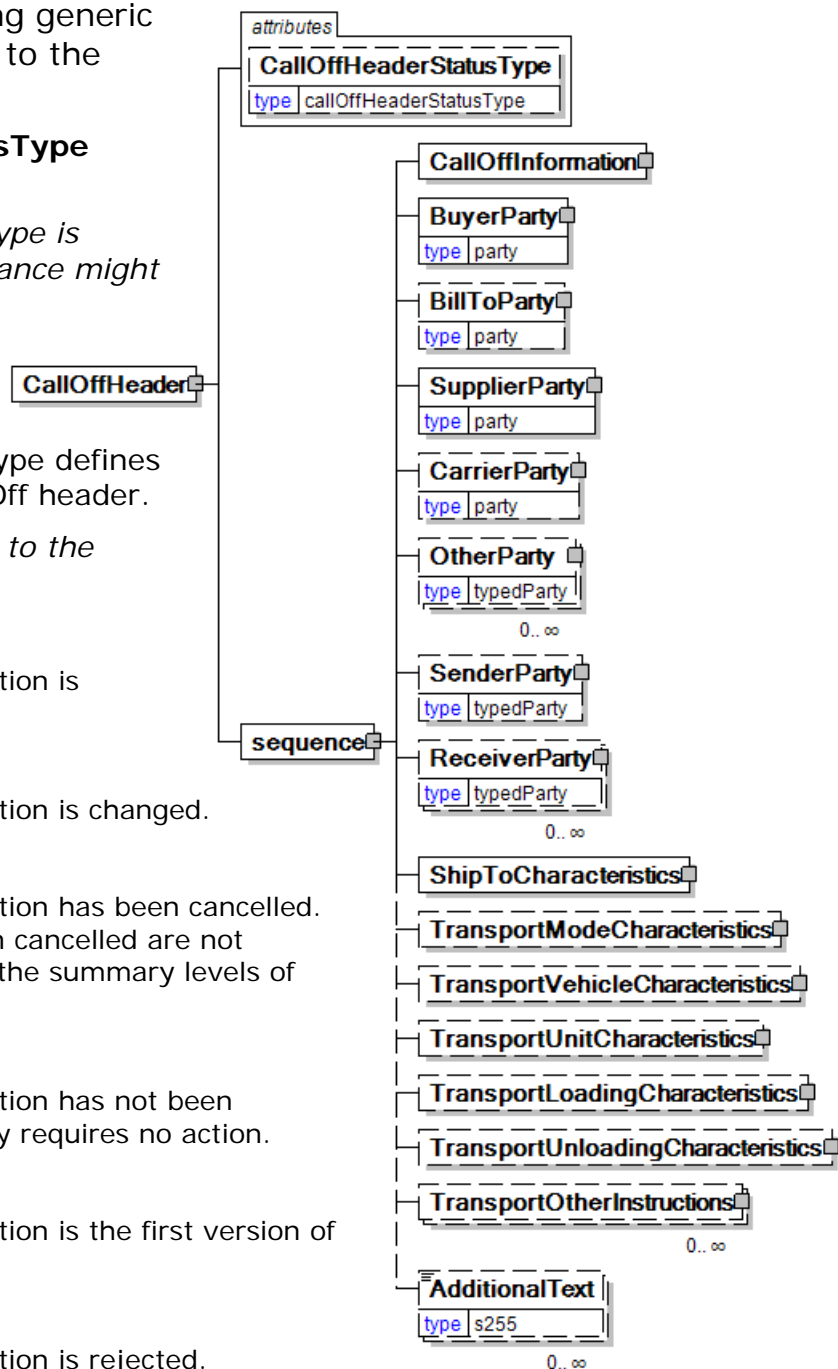 ng generic
to the
sType
ype is
ance might
ype defines
Off header.
to the
tion is
tion is changed.
tion has been cancelled.
n cancelled are not
the summary levels of
tion has not been
y requires no action.
tion is the first version of
tion is rejected.
attributes
CallOffHeaderStatusType
type callOffHeaderStatusType
CallOffHeader
sequence
CallOffInformation
BuyerParty
type party
BillToParty
type party
SupplierParty
type party
CarrierParty
type party
OtherParty
type typedParty
0.. ∞
SenderParty
type typedParty
ReceiverParty
type typedParty
0.. ∞
ShipToCharacteristics
TransportModeCharacteristics
TransportVehicleCharacteristics
TransportUnitCharacteristics
TransportLoadingCharacteristics
TransportUnloadingCharacteristics
TransportOtherInstructions
0.. ∞
AdditionalText
type s255
0.. ∞